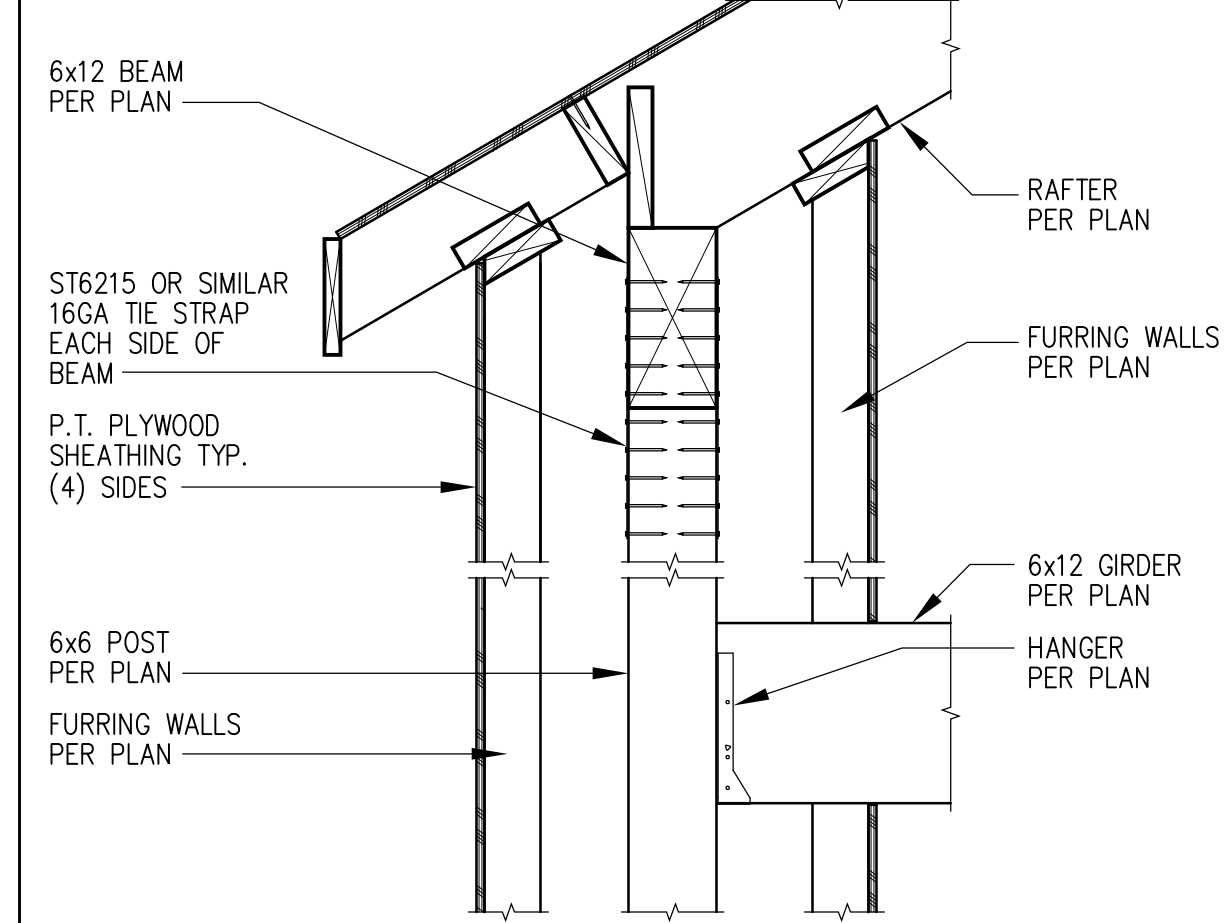 6x12 BEAM
PER PLAN
ST6215 OR SIMILAR
16GA TIE STRAP
EACH SIDE OF
BEAM
P.T. PLYWOOD
SHEATHING TYP.
(4) SIDES
6x6 POST
PER PLAN
FURRING WALLS
PER PLAN
RAFTER
PER PLAN
FURRING WALLS
PER PLAN
6x12 GIRDER
PER PLAN
HANGER
PER PLAN